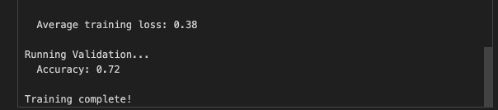 Average training loss: 0.38
Running Validation...
Accuracy: 0.72
Training complete!